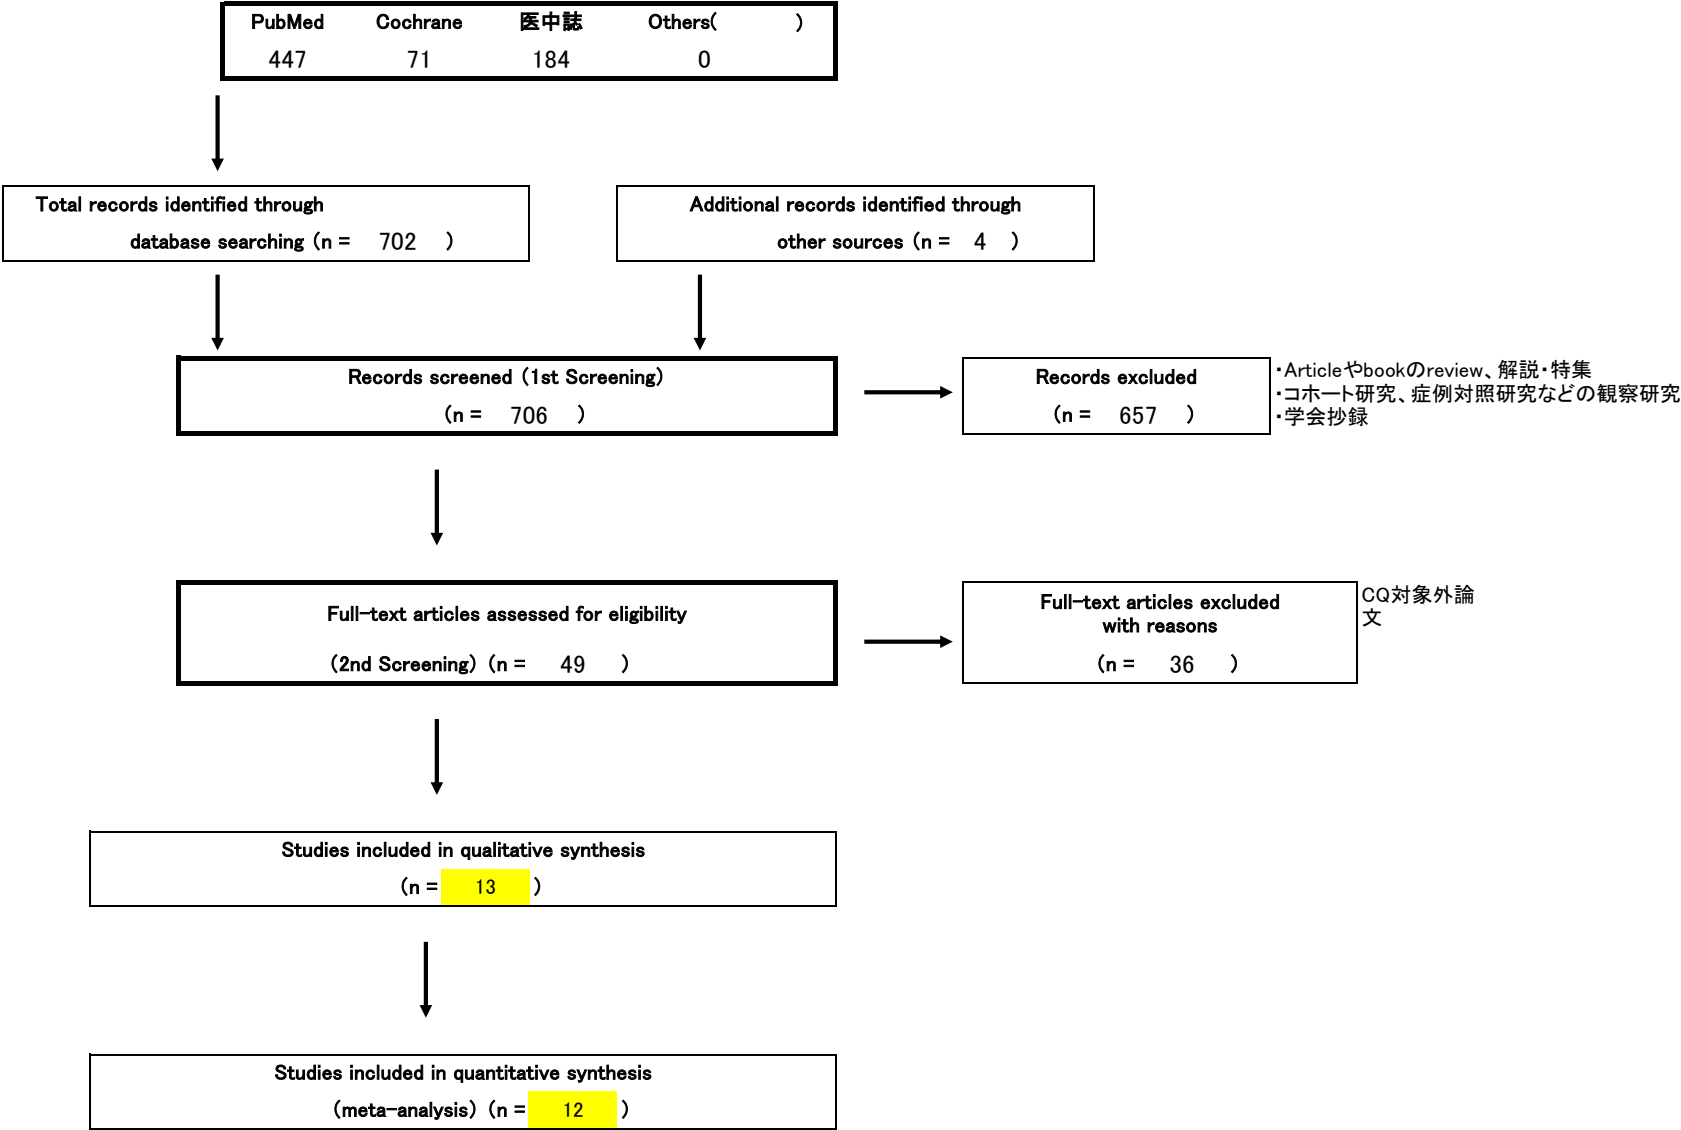 PubMed Cochrane 医中誌 Others( )
447 71 184 0
Total records identified through
database searching (n = 702 )
Additional records identified through
other sources (n = 4 )
Records screened (1st Screening)
(n = 706 )
Records excluded
(n = 657 )
・Articleやbookのreview、解説・特集
・コホート研究、症例対照研究などの観察研究
・学会抄録
Full-text articles assessed for eligibility
(2nd Screening) (n = 49 )
Full-text articles excluded
with reasons
(n = 36 )
CQ対象外論
文
Studies included in qualitative synthesis
(n = 13 )
Studies included in quantitative synthesis
(meta-analysis) (n = 12 )